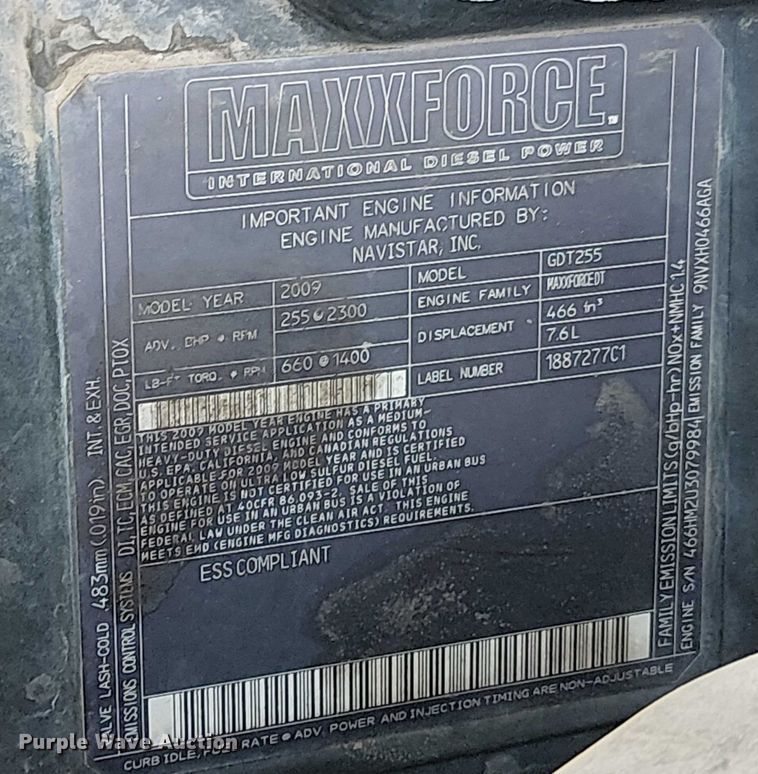 MAXXFORCE™
INTERNATIONAL DIESEL POWER
IMPORTANT ENGINE INFORMATION
ENGINE MANUFACTURED BY:
NAVISTAR, INC.
MODEL YEAR 2009 MODEL GDT255
ADV. BHP @ RPM 255@2300 ENGINE FAMILY MAXXFORCEDT
LB-FT TORQ. @ RPM 660@1400 DISPLACEMENT 466 in³ 7.6L
LABEL NUMBER 1887277C1
THIS 2009 MODEL YEAR ENGINE HAS A PRIMARY
INTENDED SERVICE APPLICATION AS A MEDIUM-
HEAVY-DUTY DIESEL ENGINE AND CONFORMS TO
U.S. EPA, CALIFORNIA, AND CANADIAN REGULATIONS
APPLICABLE FOR 2009 MODEL YEAR AND IS CERTIFIED
TO OPERATE ON ULTRA LOW SULFUR DIESEL FUEL.
THIS ENGINE IS NOT CERTIFIED FOR USE IN AN URBAN BUS
AS DEFINED AT 40CFR 86.093-2. SALE OF THIS
ENGINE FOR USE IN AN URBAN BUS IS A VIOLATION OF
FEDERAL LAW UNDER THE CLEAN AIR ACT. THIS ENGINE
MEETS EMD (ENGINE MFG DIAGNOSTICS) REQUIREMENTS.
ESS COMPLIANT
VALVE LASH-COLD .483mm(.019in). INT.& EXH.
EMISSIONS CONTROL SYSTEMS DI,TC,ECM,CAC,EGR,DOC,PTOX
FAMILY EMISSION LIMITS(g/bHp-hr)NOx+NMHC 1.4
ENGINE S/N 466HM2U3079984 EMISSION FAMILY 9NVXH0466AGA
CURB IDLE, FUEL RATE @ ADV. POWER AND INJECTION TIMING ARE NON-ADJUSTABLE
Purple Wave Auction